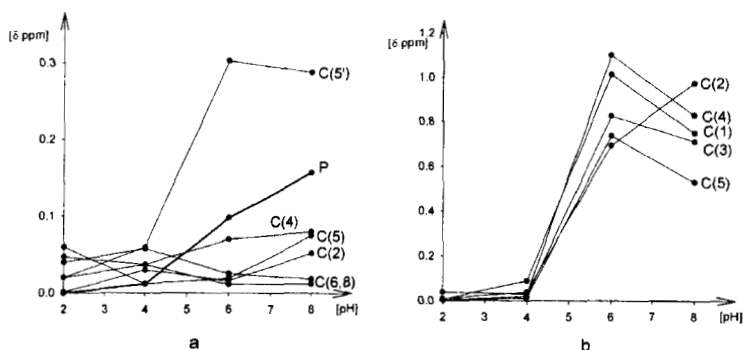 [δ ppm]
0.3
0.2
0.1
0.0
C(5')
P
C(4)
C(5)
C(2)
C(6,8)
2 3 4 5 6 7 8 [pH]
a
[δ ppm]
1.2
1.0
0.8
0.6
0.4
0.2
0.0
C(2)
C(4)
C(1)
C(3)
C(5)
2 3 4 5 6 7 8
[pH]
b